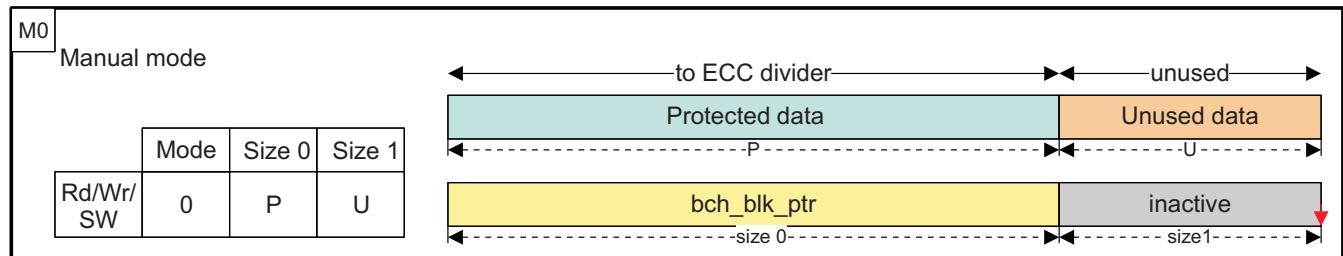 M0
Manual mode
to ECC divider
unused
Protected data
Unused data
P
U
Mode Size 0 Size 1
Rd/Wr/
SW
0 P U
bch_blk_ptr
inactive
size 0
size1